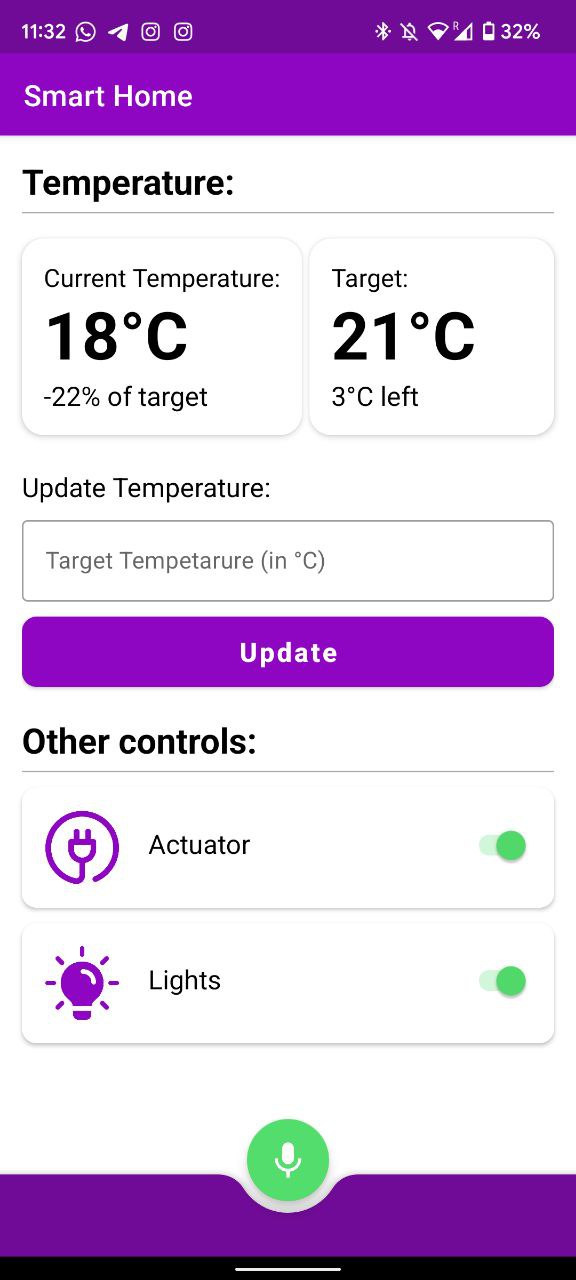 11:32
R
32%
Smart Home
Temperature:
Current Temperature:
18°C
-22% of target
Target:
21°C
3°C left
Update Temperature:
Target Tempetarure (in °C)
Update
Other controls:
Actuator
Lights